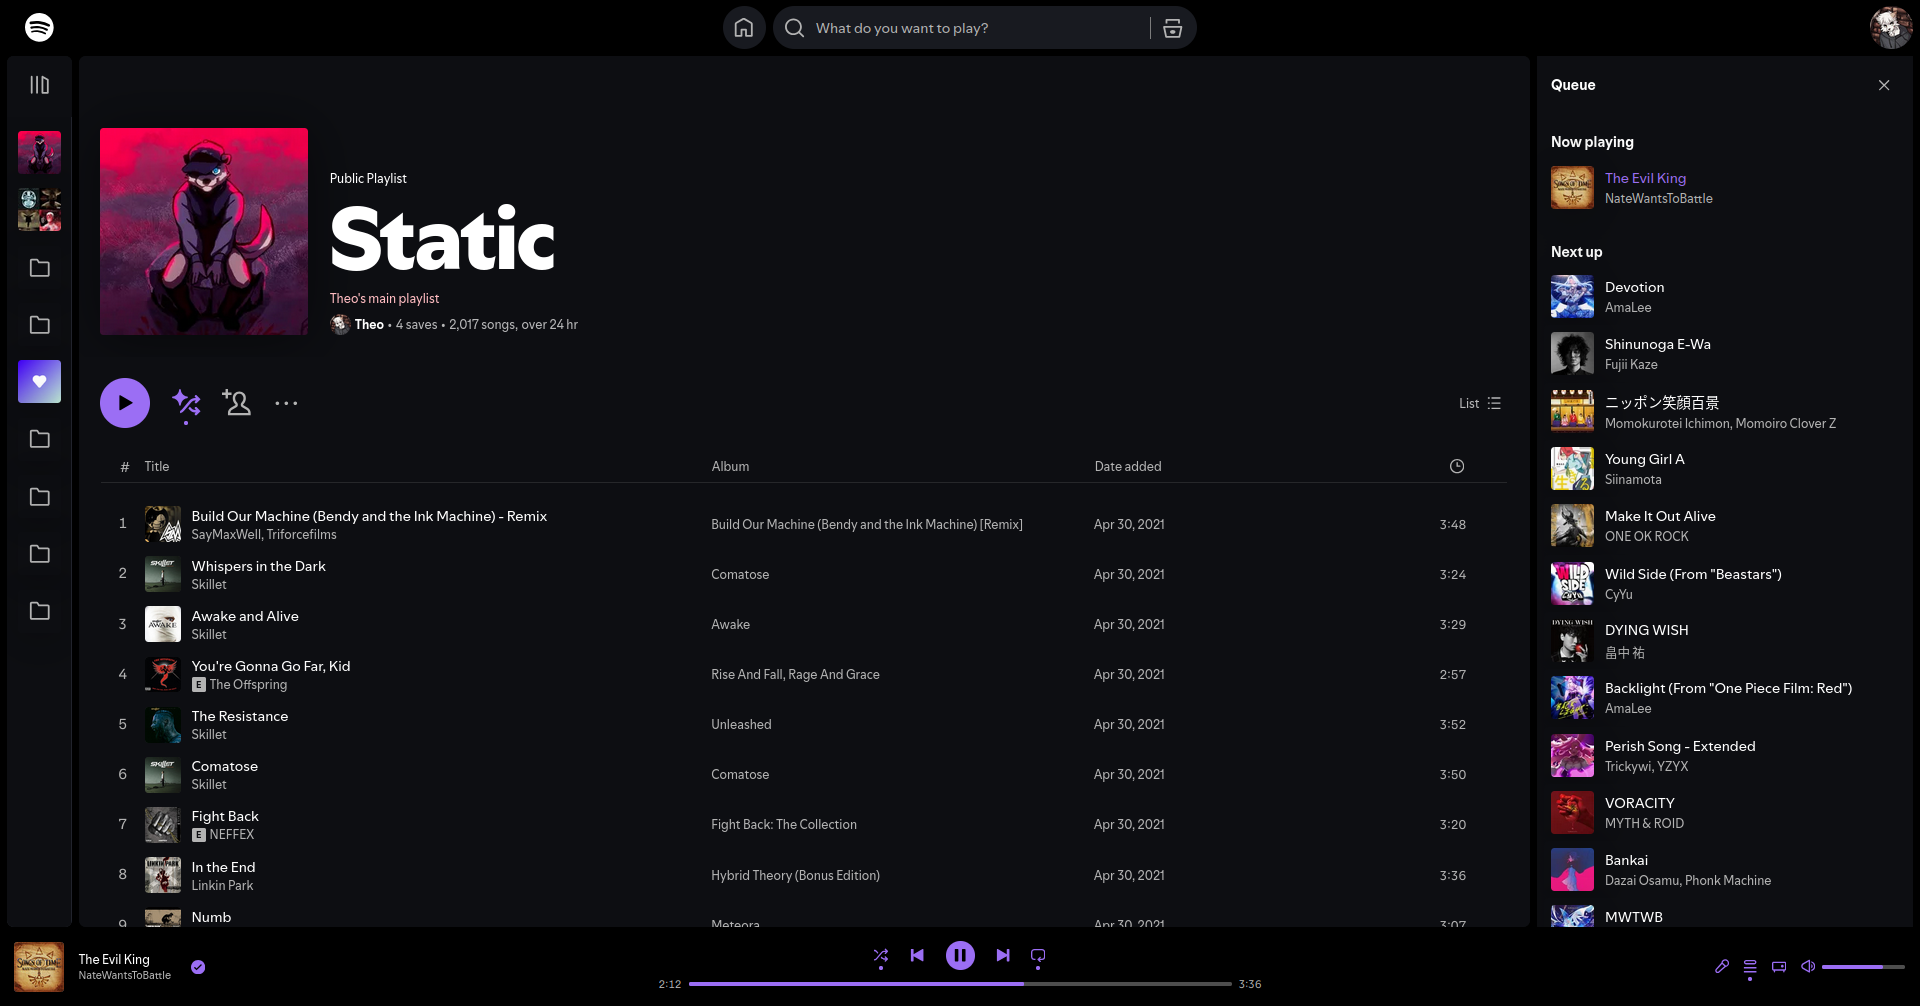 What do you want to play?
Public Playlist
Static
Theo's main playlist
Theo • 4 saves • 2,017 songs, over 24 hr
List
# Title Album Date added
1 Build Our Machine (Bendy and the Ink Machine) - Remix
SayMaxWell, Triforcefilms
Build Our Machine (Bendy and the Ink Machine) [Remix] Apr 30, 2021 3:48
2 Whispers in the Dark
Skillet
Comatose Apr 30, 2021 3:24
3 Awake and Alive
Skillet
Awake Apr 30, 2021 3:29
4 You're Gonna Go Far, Kid
E The Offspring
Rise And Fall, Rage And Grace Apr 30, 2021 2:57
5 The Resistance
Skillet
Unleashed Apr 30, 2021 3:52
6 Comatose
Skillet
Comatose Apr 30, 2021 3:50
7 Fight Back
E NEFFEX
Fight Back: The Collection Apr 30, 2021 3:20
8 In the End
Linkin Park
Hybrid Theory (Bonus Edition) Apr 30, 2021 3:36
9 Numb
Meteora Apr 30, 2021 3:07
Queue
Now playing
The Evil King
NateWantsToBattle
Next up
Devotion
AmaLee
Shinunoga E-Wa
Fujii Kaze
ニッポン笑顔百景
Momokurotei Ichimon, Momoiro Clover Z
Young Girl A
Siinamota
Make It Out Alive
ONE OK ROCK
WILD
SIDE
CyYu
Wild Side (From "Beastars")
CyYu
DYING WISH
DYING WISH
畠中 祐
Backlight (From "One Piece Film: Red")
AmaLee
Perish Song - Extended
Trickywi, YZYX
VORACITY
MYTH & ROID
Bankai
Dazai Osamu, Phonk Machine
MWTWB
The Evil King
NateWantsToBattle
2:12 3:36